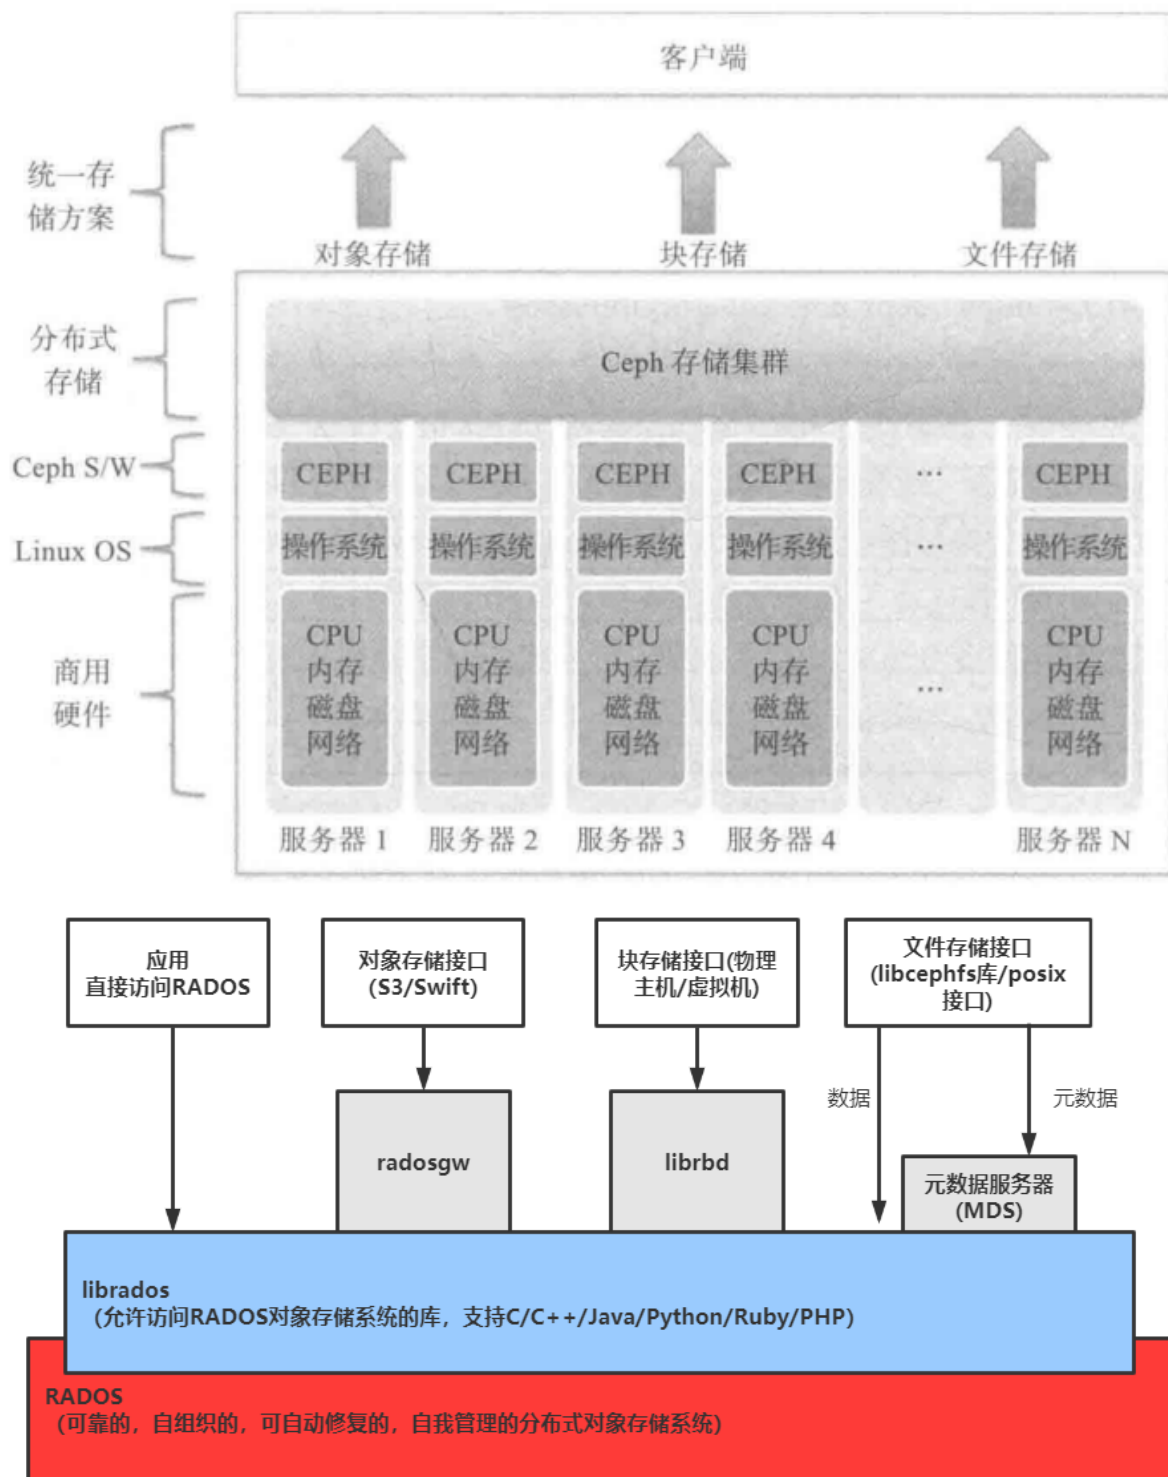 客户端
统一存
储方案
对象存储
块存储
文件存储
分布式
存储
Ceph 存储集群
Ceph S/W
CEPH
CEPH
CEPH
CEPH
...
CEPH
Linux OS
操作系统
操作系统
操作系统
操作系统
...
操作系统
商用
硬件
CPU
内存
磁盘
网络
CPU
内存
磁盘
网络
CPU
内存
磁盘
网络
CPU
内存
磁盘
网络
...
CPU
内存
磁盘
网络
服务器 1
服务器 2
服务器 3
服务器 4
服务器 N
应用
直接访问RADOS
对象存储接口
(S3/Swift)
块存储接口(物理
主机/虚拟机)
文件存储接口
(libcephfs库/posix
接口)
数据
元数据
radosgw
librbd
元数据服务器
(MDS)
librados
（允许访问RADOS对象存储系统的库，支持C/C++/Java/Python/Ruby/PHP）
RADOS
（可靠的，自组织的，可自动修复的，自我管理的分布式对象存储系统）